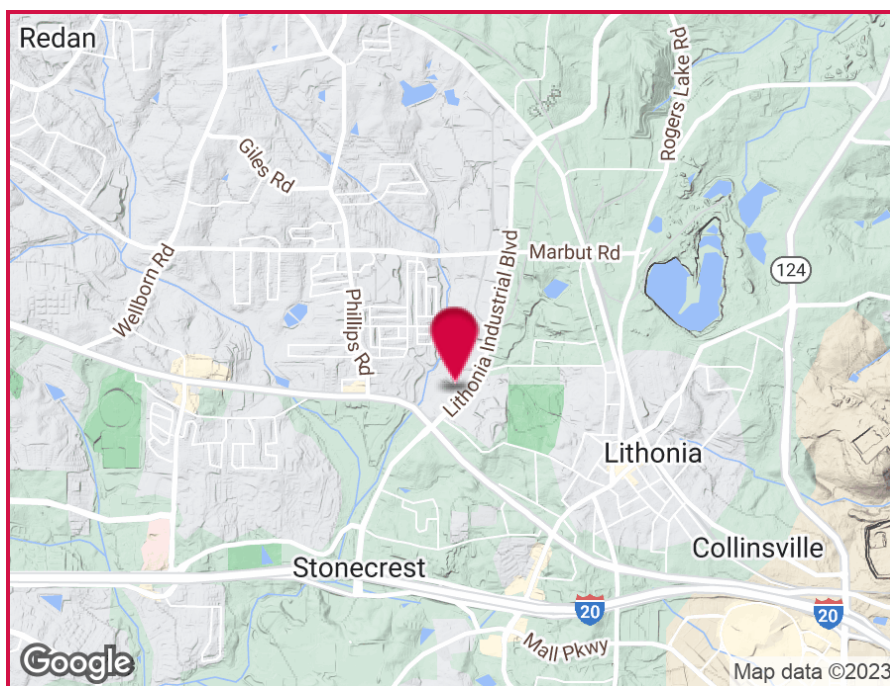 Redan
Rogers Lake Rd
Giles Rd
Marbut Rd
124
Wellborn Rd
Phillips Rd
Lithonia Industrial Blvd
Lithonia
Collinsville
Stonecrest
20
20
Mall Pkwy
Google
Map data ©2023